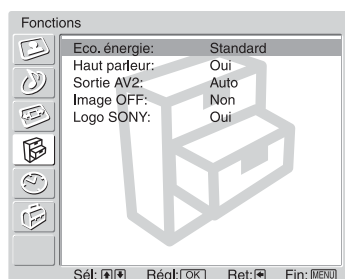 Fonctions
Eco. énergie: Standard
Haut parleur: Oui
Sortie AV2: Auto
Image OFF: Non
Logo SONY: Oui
Sél: Régl: OK Ret: Fin: MENU